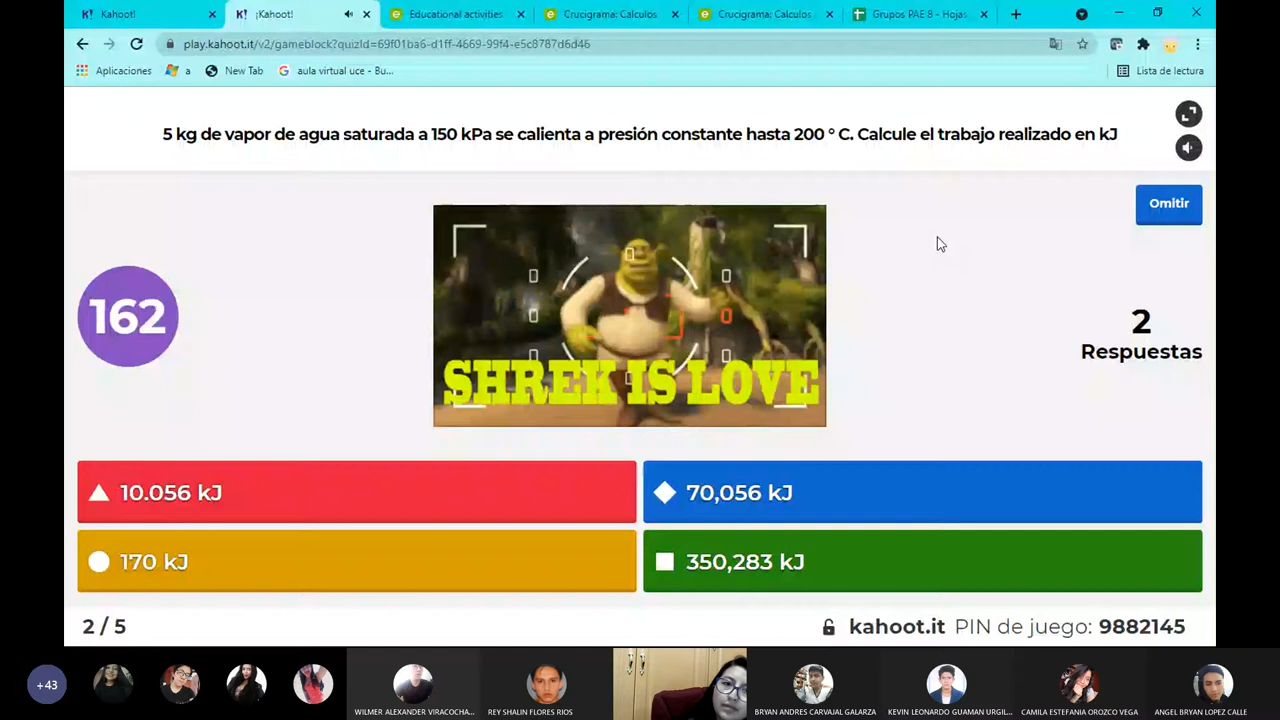 Kahoot!
¡Kahoot!
Educational activities
Crucigrama: Calculos
Crucigrama: Calculos
Grupos PAE 8 - Hojas
play.kahoot.it/v2/gameblock?quizId=69f01ba6-d1ff-4669-99f4-e5c8787d6d46
Aplicaciones
a
New Tab
aula virtual uce - Bu...
Lista de lectura
5 kg de vapor de agua saturada a 150 kPa se calienta a presión constante hasta 200 ° C. Calcule el trabajo realizado en kJ
Omitir
162
SHREK IS LOVE
2
Respuestas
10.056 kJ
70,056 kJ
170 kJ
350,283 kJ
2 / 5
kahoot.it PIN de juego: 9882145
+43
WILMER ALEXANDER VIRACOCHA...
REY SHALIN FLORES RIOS
BRYAN ANDRES CARVAJAL GALARZA
KEVIN LEONARDO GUAMAN URGIL...
CAMILA ESTEFANIA OROZCO VEGA
ANGEL BRYAN LOPEZ CALLE